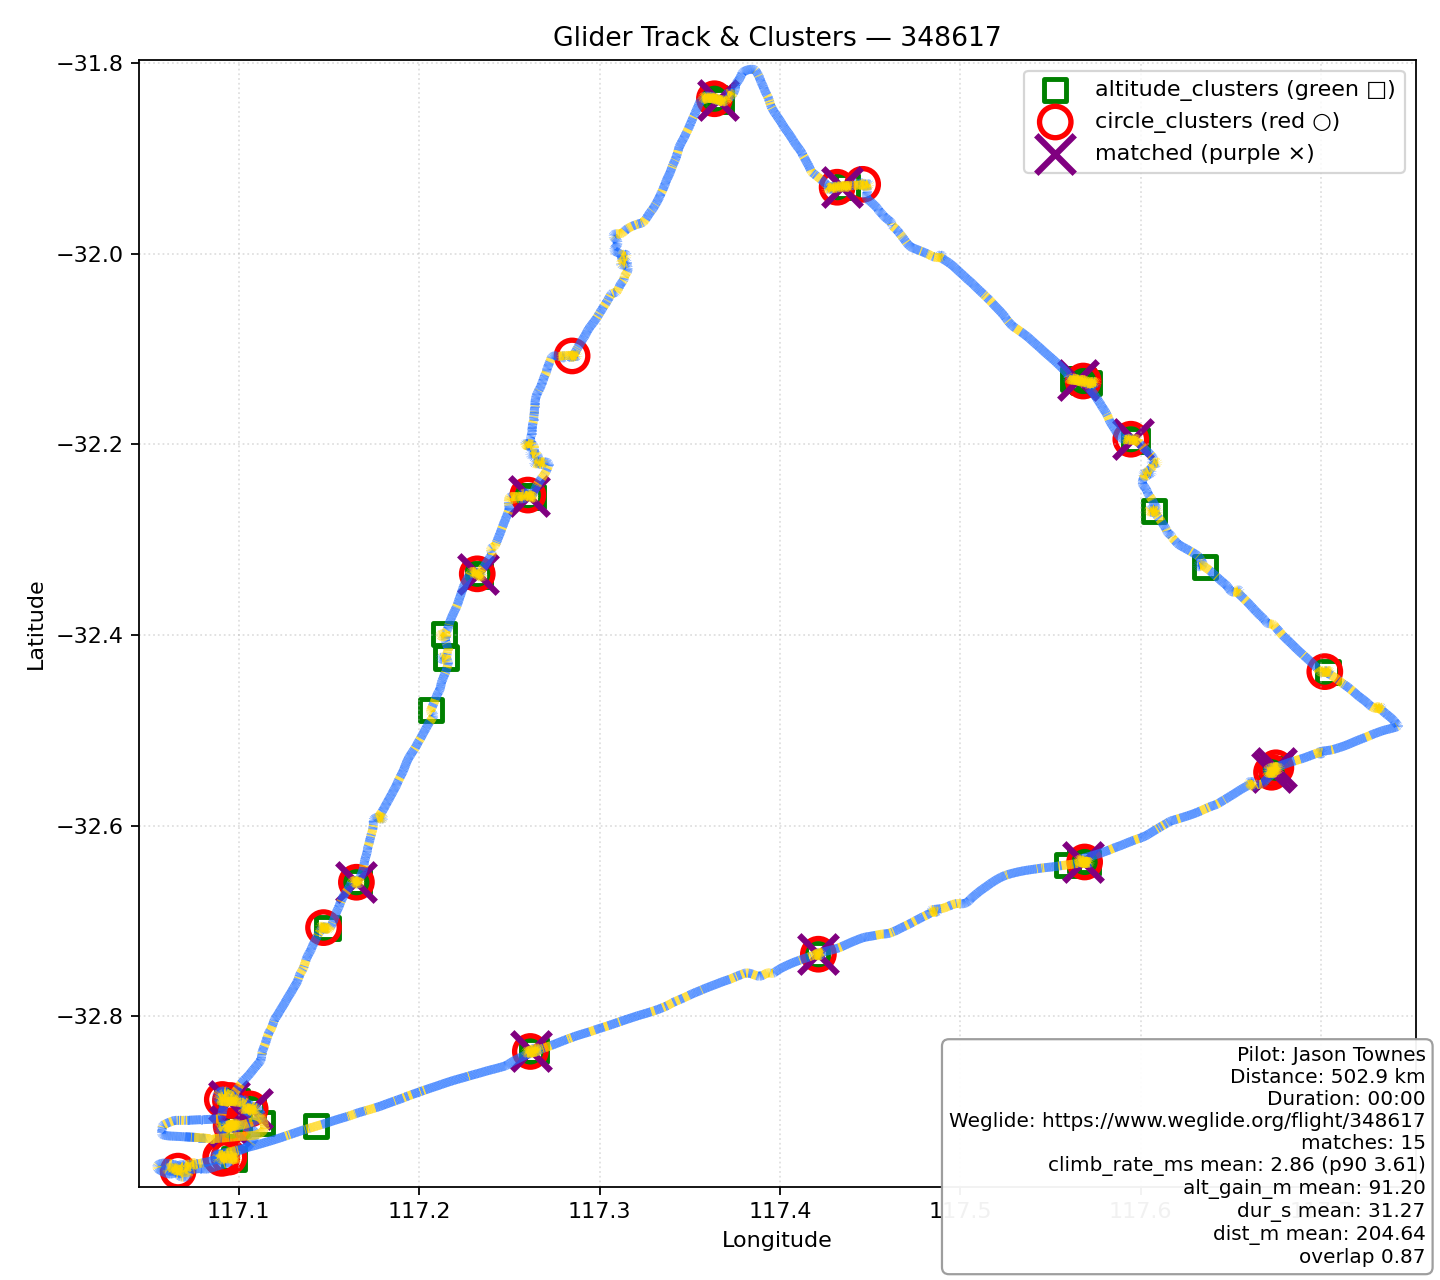 Glider Track & Clusters — 348617
altitude_clusters (green □)
circle_clusters (red ○)
matched (purple ×)
−31.8
−32.0
−32.2
−32.4
−32.6
−32.8
Latitude
117.1
117.2
117.3
117.4
117.5
117.6
Longitude
Pilot: Jason Townes
Distance: 502.9 km
Duration: 00:00
Weglide: https://www.weglide.org/flight/348617
matches: 15
climb_rate_ms mean: 2.86 (p90 3.61)
alt_gain_m mean: 91.20
dur_s mean: 31.27
dist_m mean: 204.64
overlap 0.87